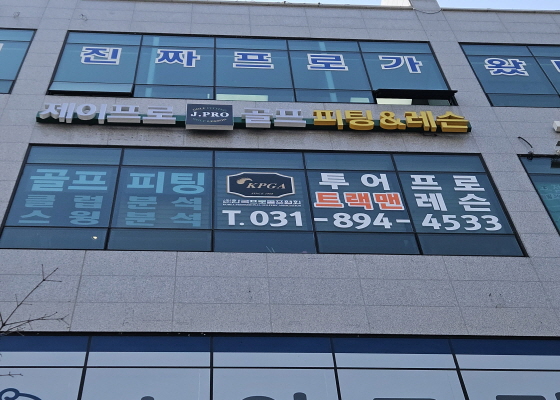 진짜프로가 왔
제이프로 J.PRO 골프 피팅&레슨
골프 피팅 KPGA 투어 프로
클럽 분석 트랙맨 레슨
스윙 분석 T.031-894-4533